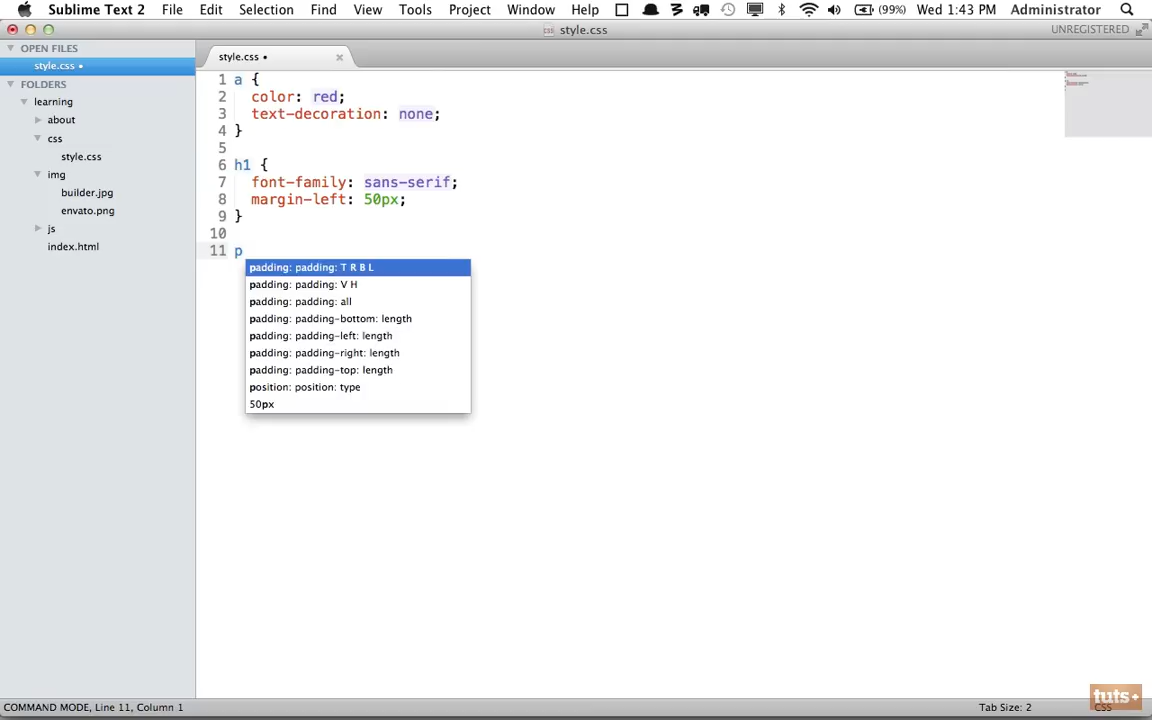 Sublime Text 2 File Edit Selection Find View Tools Project Window Help (99%) Wed 1:43 PM Administrator
style.css
UNREGISTERED
OPEN FILES
style.css
FOLDERS
learning
about
css
style.css
img
builder.jpg
envato.png
js
index.html
style.css
1 a {
2 color: red;
3 text-decoration: none;
4 }
5
6 h1 {
7 font-family: sans-serif;
8 margin-left: 50px;
9 }
10
11 p
padding: padding: T R B L
padding: padding: V H
padding: padding: all
padding: padding-bottom: length
padding: padding-left: length
padding: padding-right: length
padding: padding-top: length
position: position: type
50px
COMMAND MODE, Line 11, Column 1
Tab Size: 2
CSS
tuts+